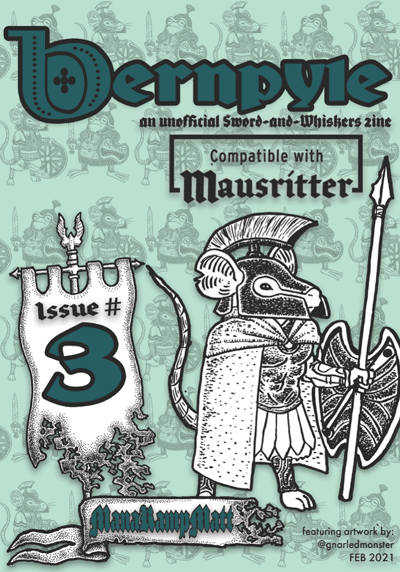 Bernpyle
an unofficial Sword-and-Whiskers zine
Compatible with
Mausritter
Issue #
3
ManaRampMatt
featuring artwork by:
@gnarledmonster
FEB 2021